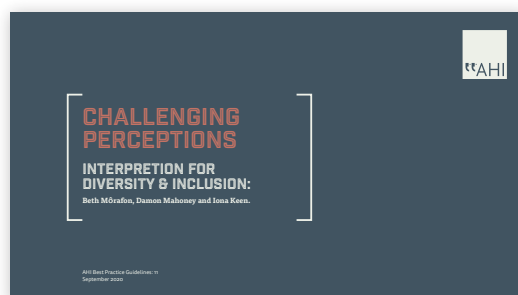 ‟AHI
CHALLENGING
PERCEPTIONS
INTERPRETION FOR
DIVERSITY & INCLUSION:
Beth Mōrafon, Damon Mahoney and Iona Keen.
AHI Best Practice Guidelines: 11
September 2020